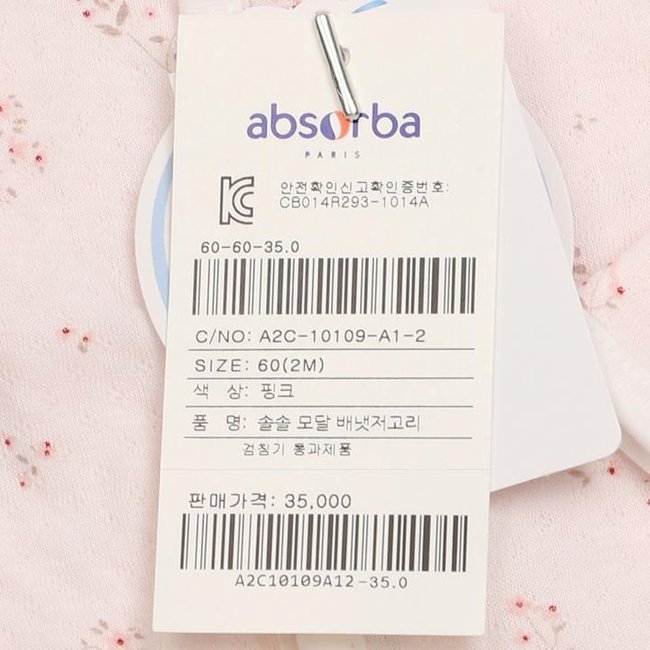 absorba
PARIS
안전확인신고확인증번호:
CB014R293-1014A
60-60-35.0
C/NO: A2C-10109-A1-2
SIZE: 60(2M)
색 상: 핑크
품 명: 솔솔 모달 배냇저고리
검침기 통과제품
판매가격: 35,000
A2C10109A12-35.0